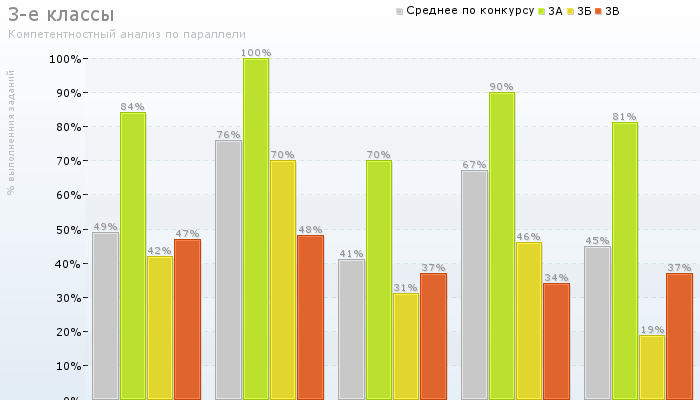 3-е классы
Среднее по конкурсу 3А 3Б 3В
Компетентностный анализ по параллели
% выполненния заданий
100%
90%
80%
70%
60%
50%
40%
30%
20%
10%
0%
49% 84% 42% 47%
76% 100% 70% 48%
41% 70% 31% 37%
67% 90% 46% 34%
45% 81% 19% 37%